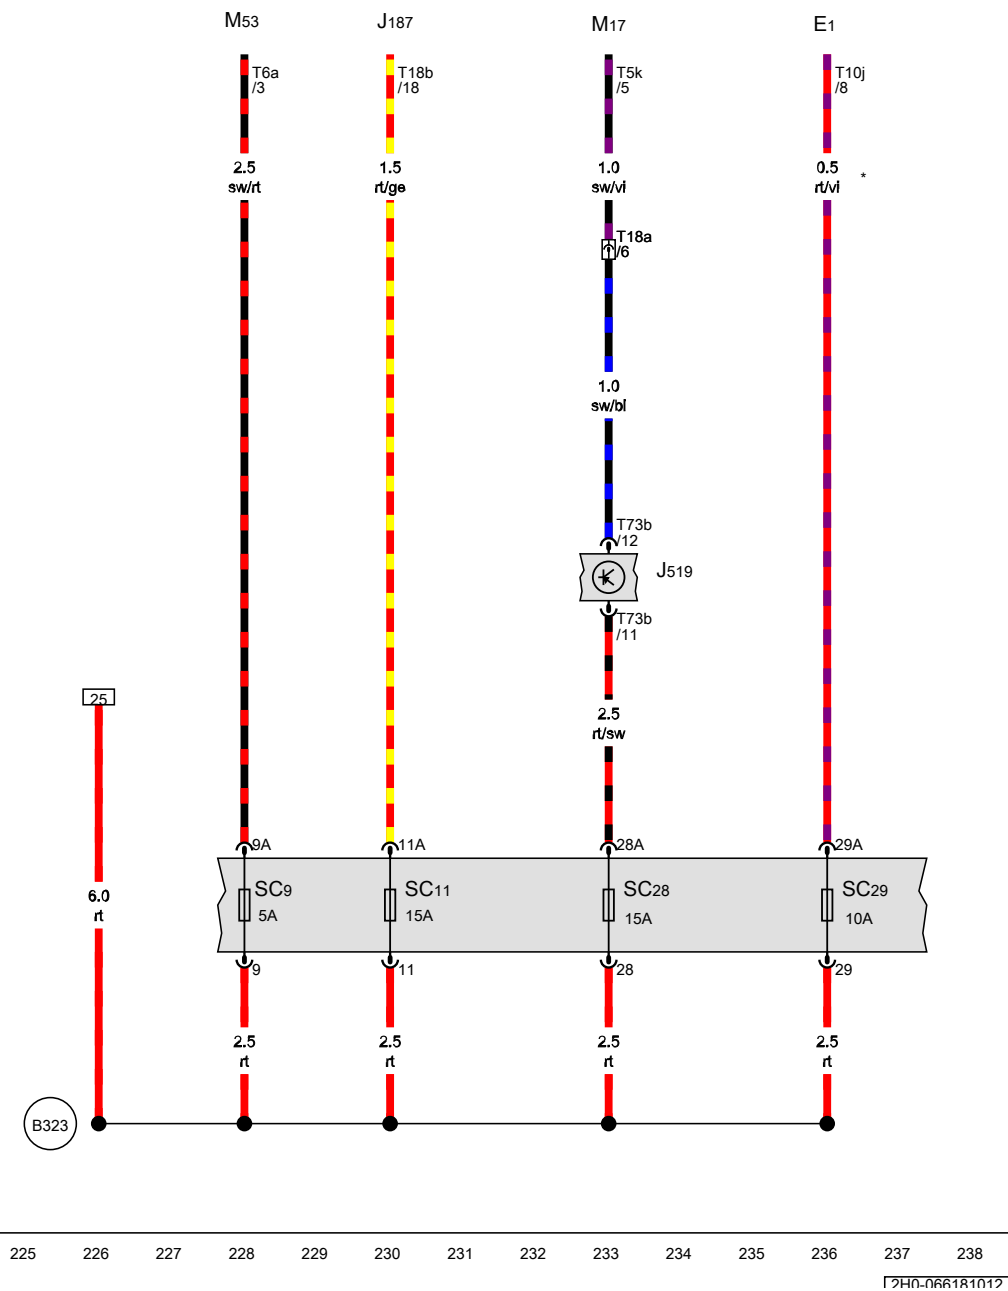 M53 J187 M17 E1
T6a T18b T5k T10j
/3 /18 /5 /8
2.5 1.5 1.0 0.5
sw/rt rt/ge sw/vi rt/vi *
T18a
/6
1.0
sw/bl
T73b
/12
J519
T73b
/11
25
2.5
rt/sw
9A 11A 28A 29A
SC9 SC11 SC28 SC29
5A 15A 15A 10A
6.0
rt
9 11 28 29
2.5 2.5 2.5 2.5
rt rt rt rt
B323
225 226 227 228 229 230 231 232 233 234 235 236 237 238
2H0-066181012